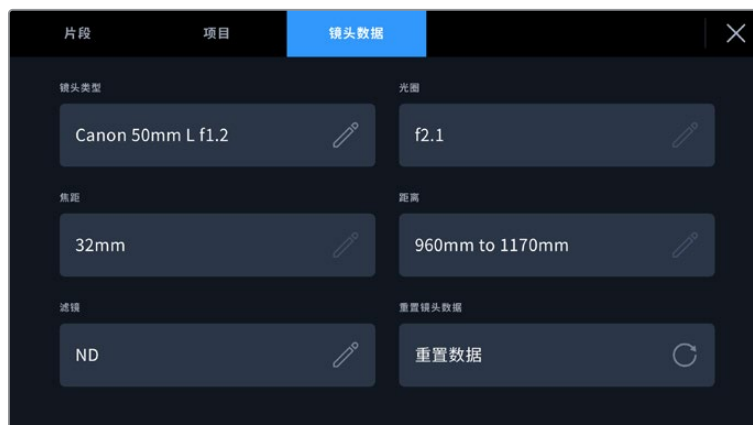 片段 项目 镜头数据
镜头类型 光圈
Canon 50mm L f1.2 f2.1
焦距 距离
32mm 960mm to 1170mm
滤镜 重置镜头数据
ND 重置数据